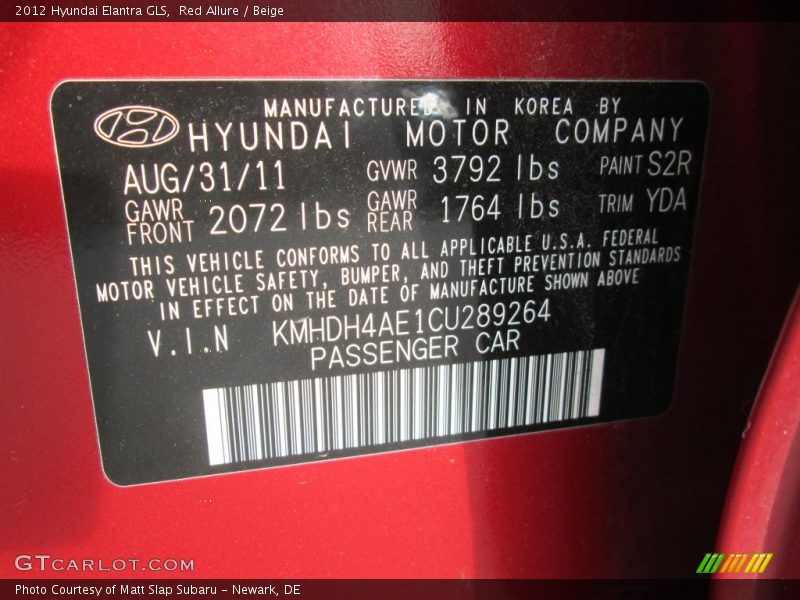 2012 Hyundai Elantra GLS,  Red Allure / Beige
MANUFACTURED IN KOREA BY
HYUNDAI MOTOR COMPANY
AUG/31/11 GVWR 3792 lbs PAINT S2R
GAWR FRONT 2072 lbs GAWR REAR 1764 lbs TRIM YDA
THIS VEHICLE CONFORMS TO ALL APPLICABLE U.S.A. FEDERAL
MOTOR VEHICLE SAFETY, BUMPER, AND THEFT PREVENTION STANDARDS
IN EFFECT ON THE DATE OF MANUFACTURE SHOWN ABOVE
V.I.N KMHDH4AE1CU289264
PASSENGER CAR
GTCARLOT.COM
Photo Courtesy of Matt Slap Subaru - Newark, DE